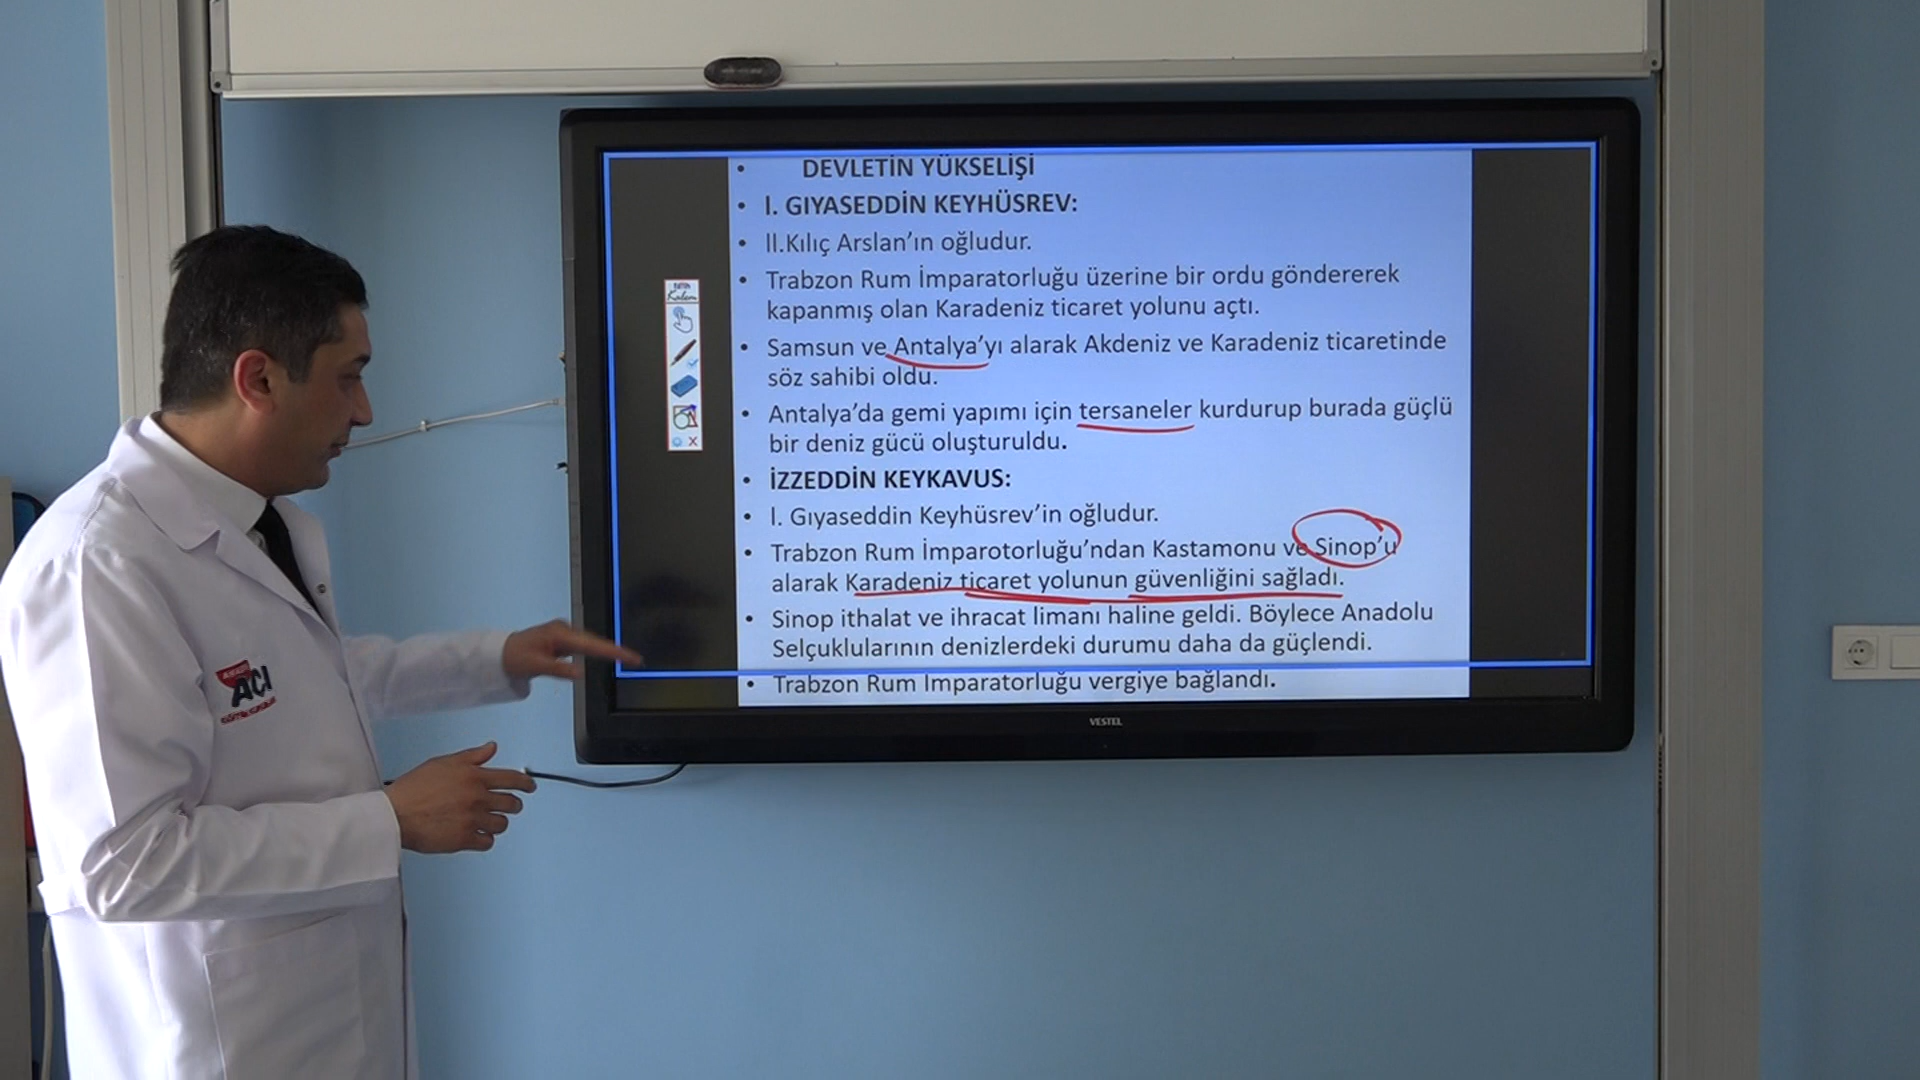 DEVLETİN YÜKSELİŞİ
I. GIYASEDDİN KEYHÜSREV:
II.Kılıç Arslan’ın oğludur.
Trabzon Rum İmparatorluğu üzerine bir ordu göndererek
kapanmış olan Karadeniz ticaret yolunu açtı.
Samsun ve Antalya’yı alarak Akdeniz ve Karadeniz ticaretinde
söz sahibi oldu.
Antalya’da gemi yapımı için tersaneler kurdurup burada güçlü
bir deniz gücü oluşturuldu.
İZZEDDİN KEYKAVUS:
I. Gıyaseddin Keyhüsrev’in oğludur.
Trabzon Rum İmparotorluğu’ndan Kastamonu ve Sinop’u
alarak Karadeniz ticaret yolunun güvenliğini sağladı.
Sinop ithalat ve ihracat limanı haline geldi. Böylece Anadolu
Selçuklularının denizlerdeki durumu daha da güçlendi.
Trabzon Rum İmparatorluğu vergiye bağlandı.
Kalem
VESTEL
AÇI